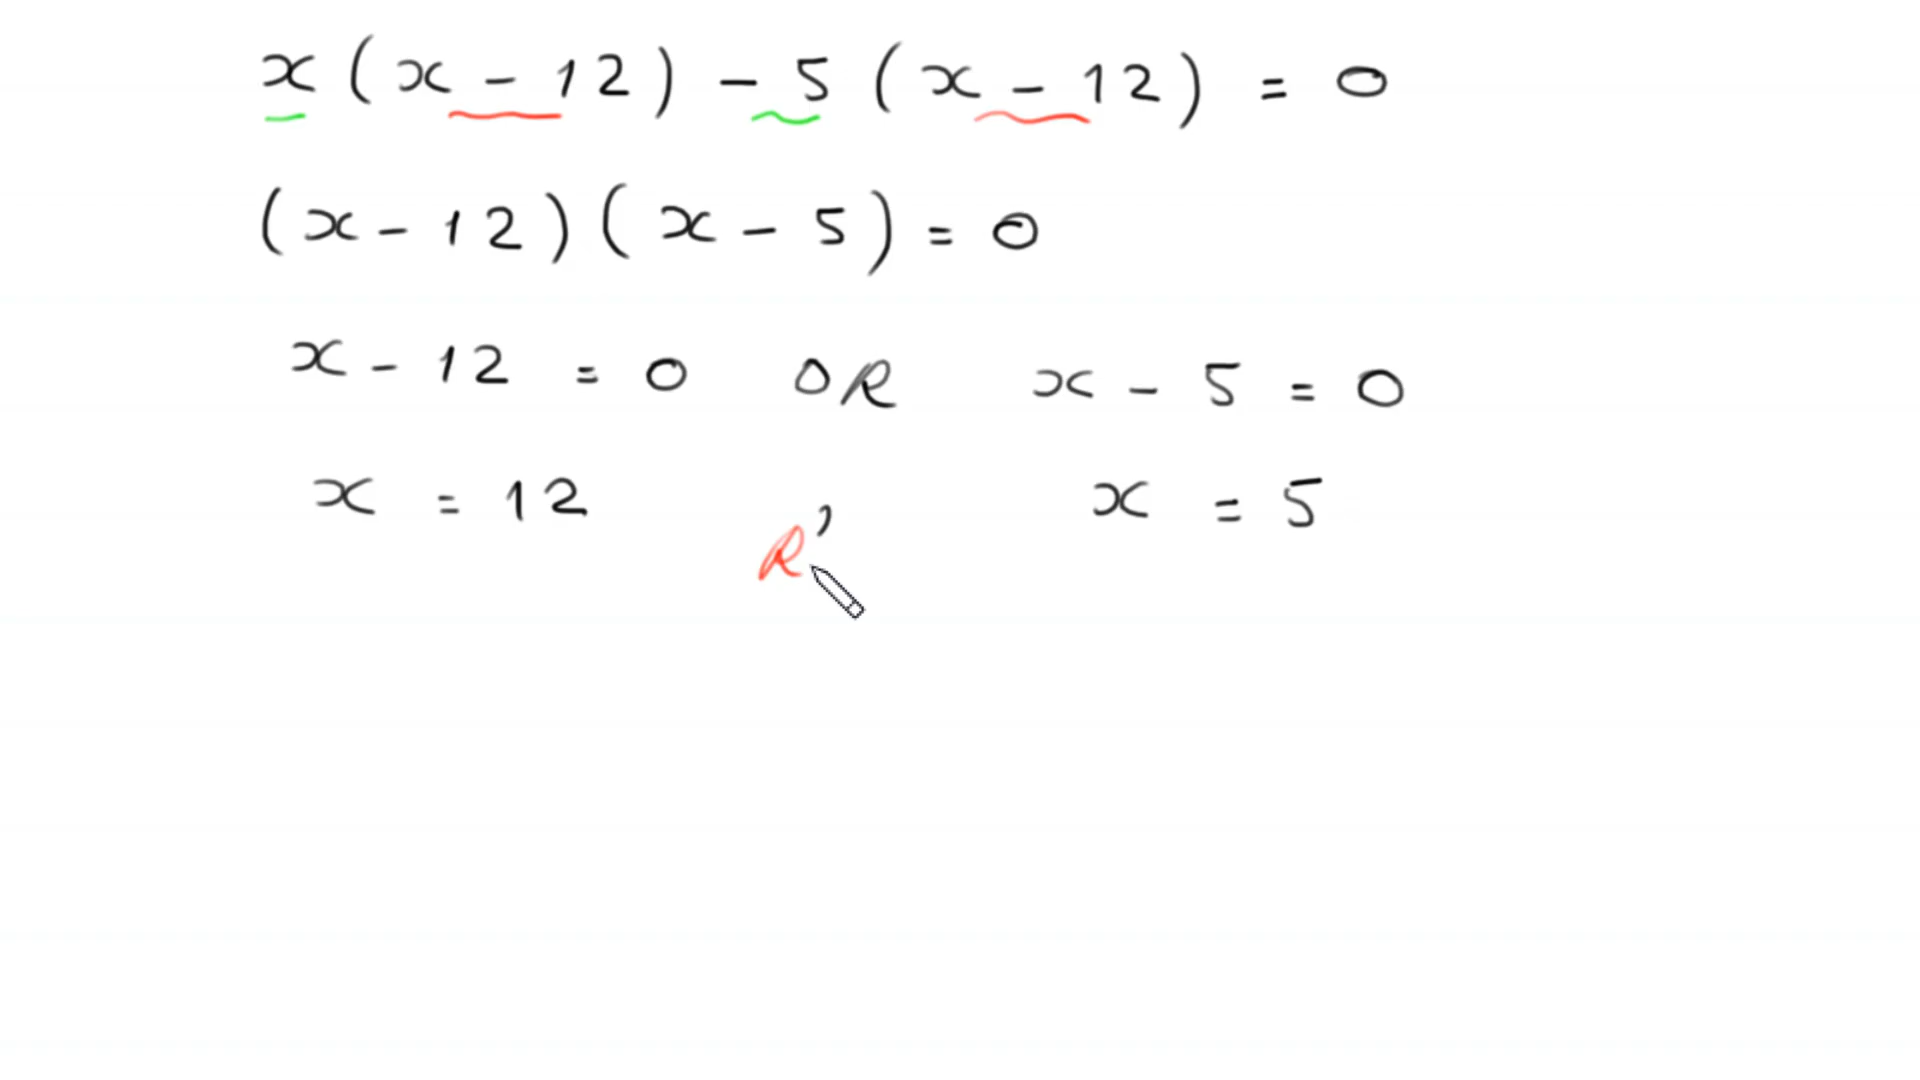 x(x-12)-5(x-12)=0
(x-12)(x-5)=0
x-12=0 OR x-5=0
x=12 , x=5
R